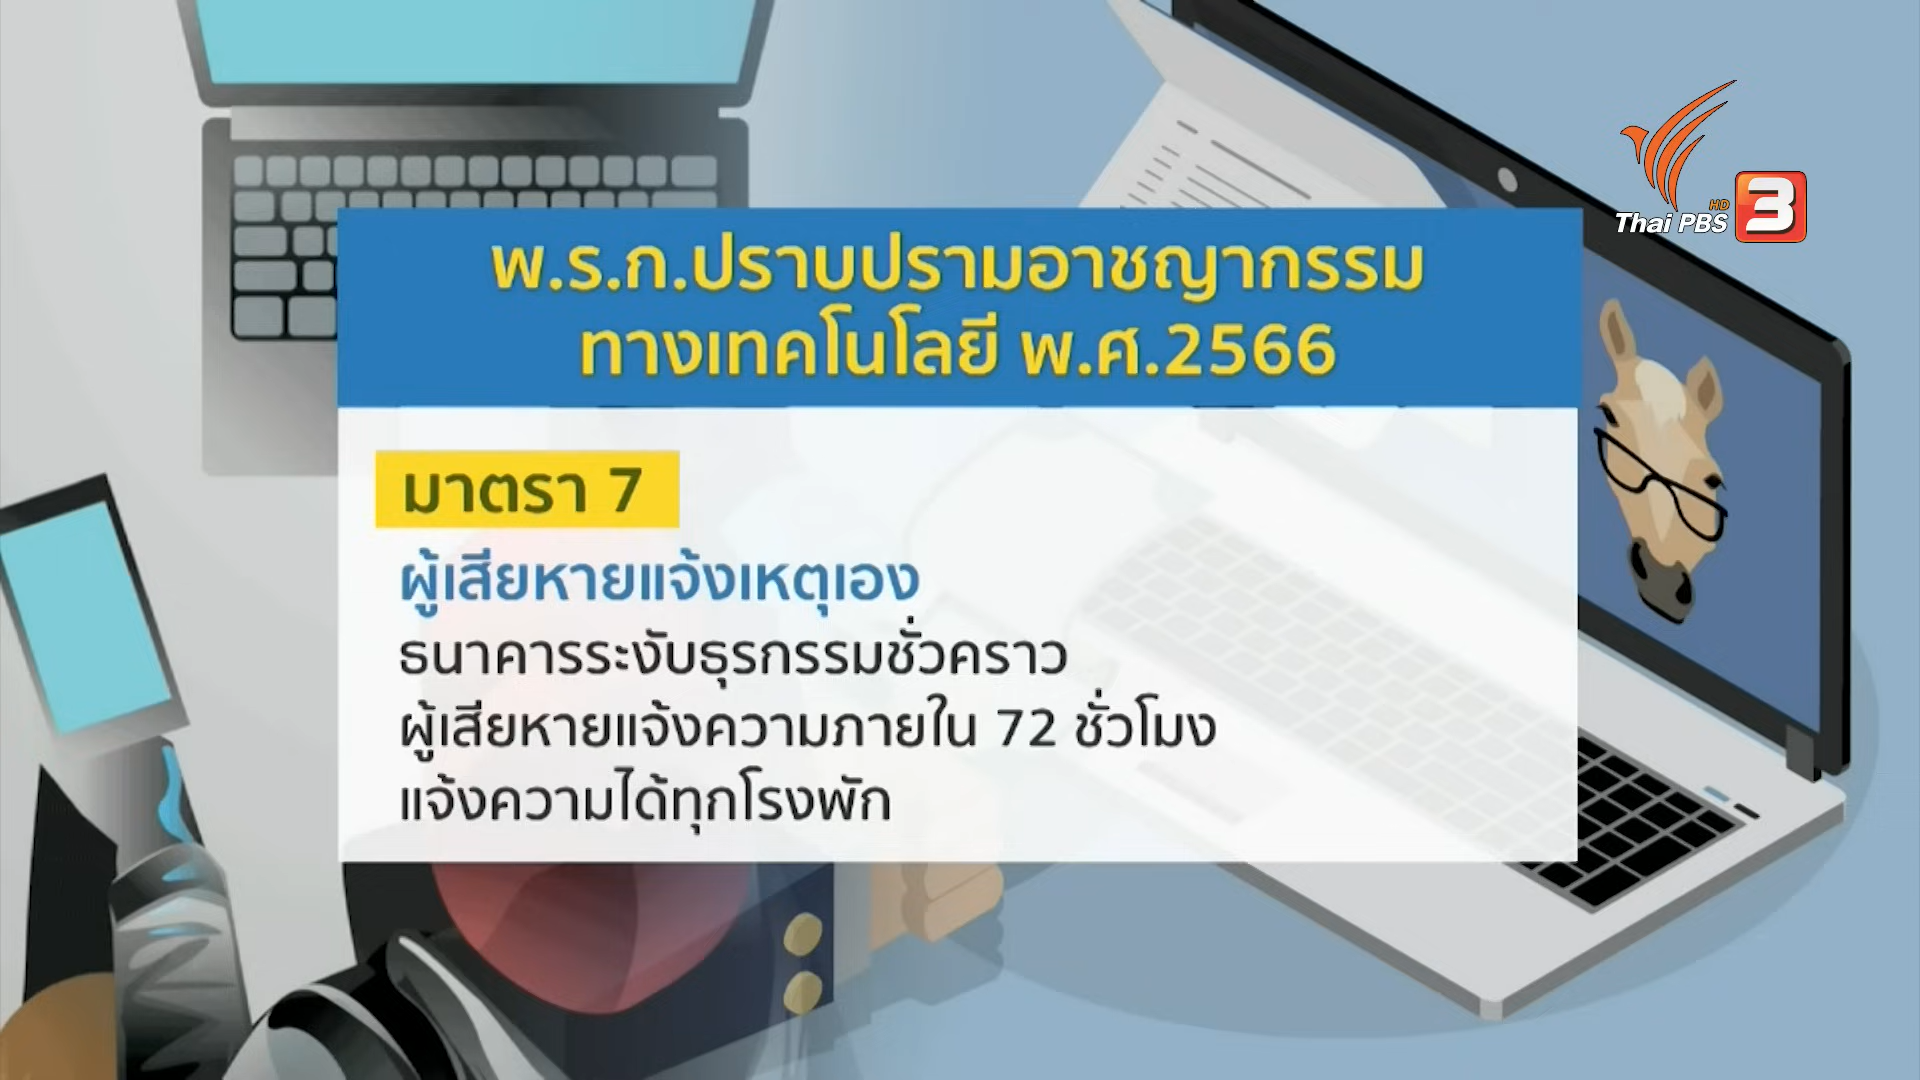 Thai PBS HD 3
พ.ร.ก.ปราบปรามอาชญากรรม
ทางเทคโนโลยี พ.ศ.2566
มาตรา 7
ผู้เสียหายแจ้งเหตุเอง
ธนาคารระงับธุรกรรมชั่วคราว
ผู้เสียหายแจ้งความภายใน 72 ชั่วโมง
แจ้งความได้ทุกโรงพัก